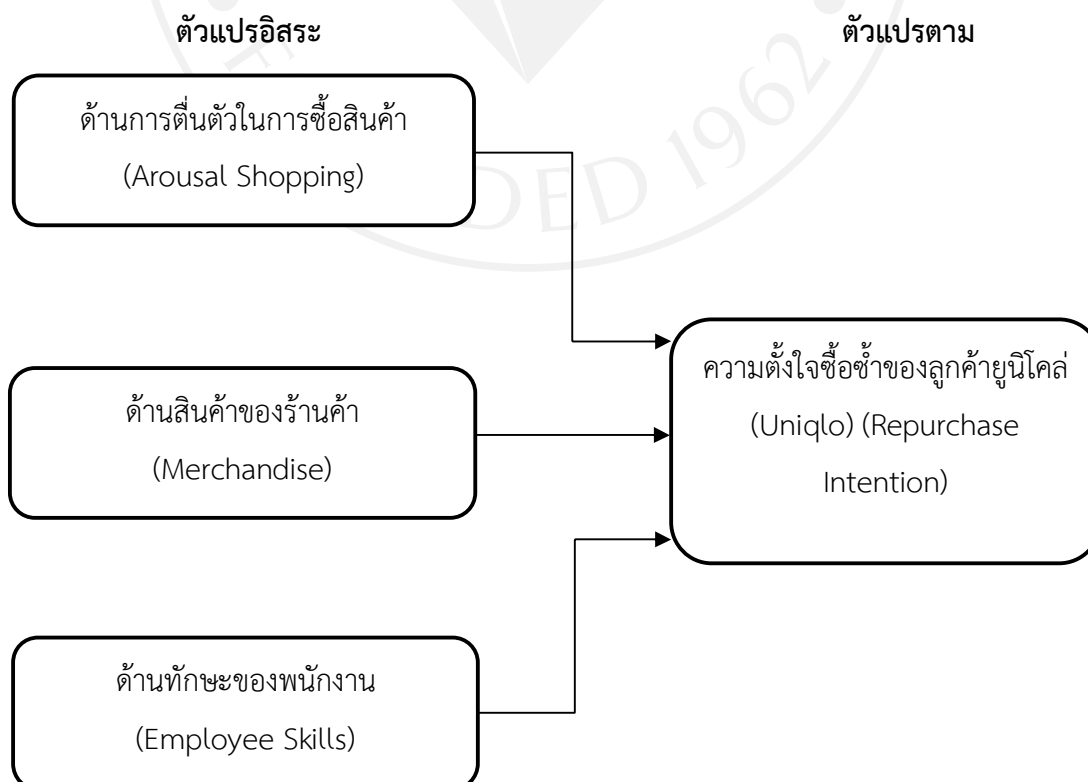 ตัวแปรอิสระ
ตัวแปรตาม
ด้านการตื่นตัวในการซื้อสินค้า
(Arousal Shopping)
ด้านสินค้าของร้านค้า
(Merchandise)
ด้านทักษะของพนักงาน
(Employee Skills)
ความตั้งใจซื้อซ้ำของลูกค้ายูนิโคล่
(Uniqlo) (Repurchase
Intention)
DED 1962